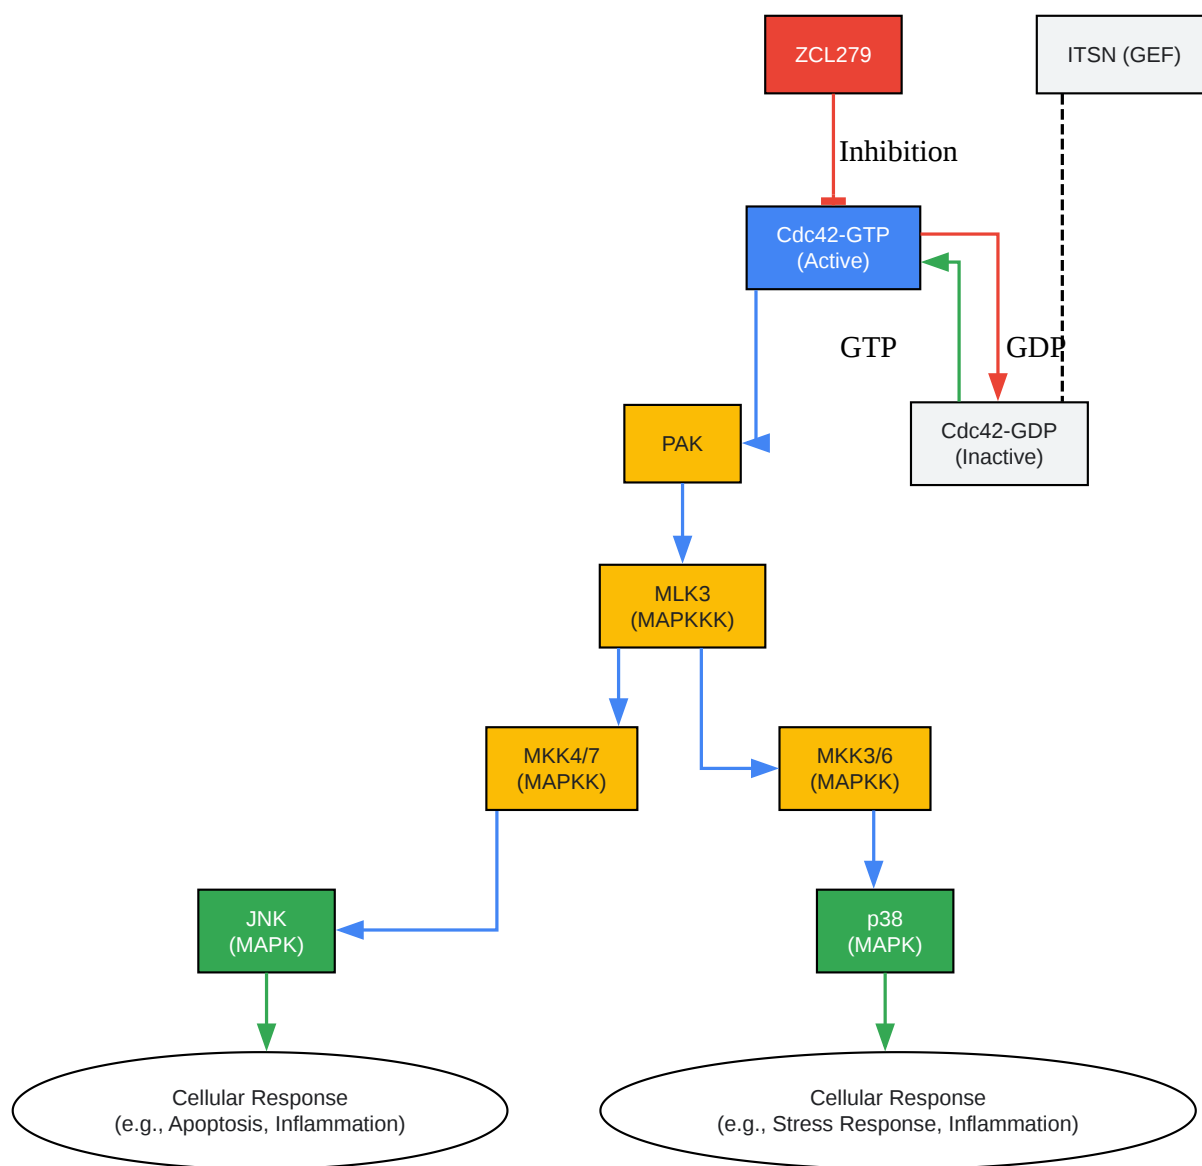 ZCL279
ITSN (GEF)
Inhibition
Cdc42-GTP
(Active)
GTP
GDP
PAK
Cdc42-GDP
(Inactive)
MLK3
(MAPKKK)
MKK4/7
(MAPKK)
MKK3/6
(MAPKK)
JNK
(MAPK)
p38
(MAPK)
Cellular Response
(e.g., Apoptosis, Inflammation)
Cellular Response
(e.g., Stress Response, Inflammation)